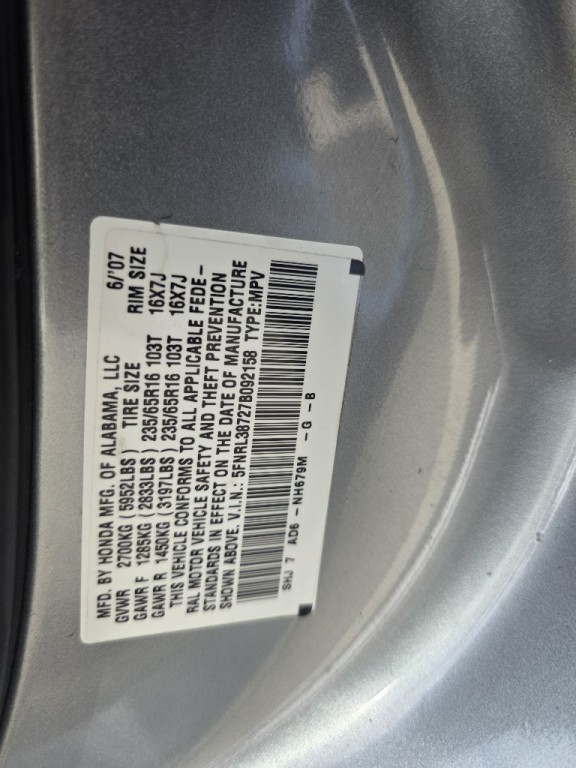 MFD. BY HONDA MFG. OF ALABAMA, LLC 6/'07
GVWR 2700KG (5952LBS) TIRE SIZE RIM SIZE
GAWR F 1285KG (2833LBS) 235/65R16 103T 16X7J
GAWR R 1450KG (3197LBS) 235/65R16 103T 16X7J
THIS VEHICLE CONFORMS TO ALL APPLICABLE FEDE-
RAL MOTOR VEHICLE SAFETY AND THEFT PREVENTION
STANDARDS IN EFFECT ON THE DATE OF MANUFACTURE
SHOWN ABOVE. V.I.N.: 5FNRL38727B092158 TYPE:MPV
SHJ 7 AD6 -NH679M -G -B